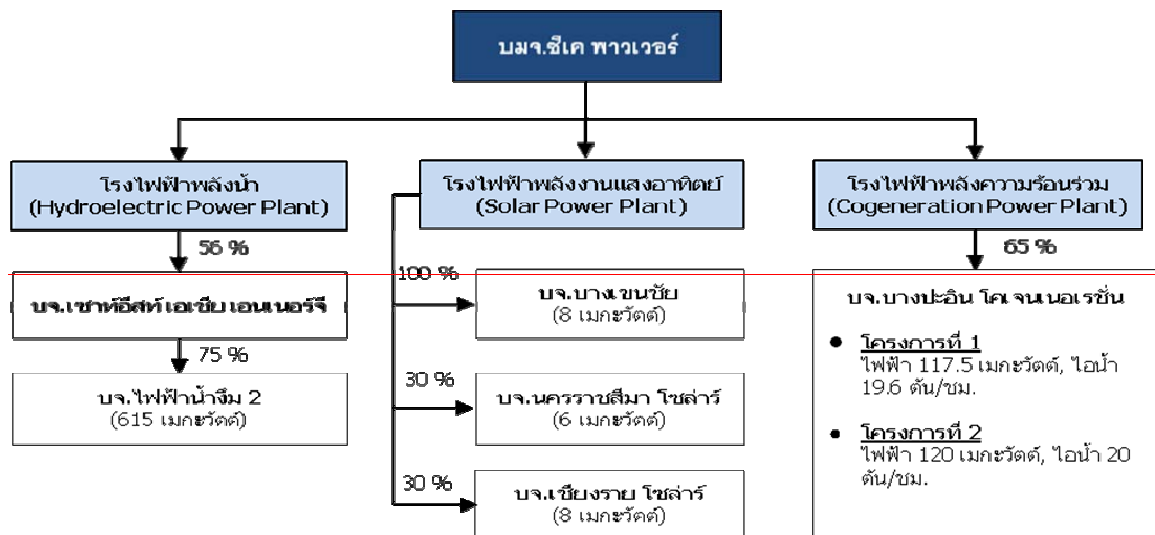 บมจ.ซีเค พาวเวอร์
โรงไฟฟ้าพลังน้ำ
(Hydroelectric Power Plant)
56 %
บจ.เซาท์อีสท์ เอเชีย เอนเนอร์จี
75 %
บจ.ไฟฟ้าน้ำงึม 2
(615 เมกะวัตต์)
โรงไฟฟ้าพลังงานแสงอาทิตย์
(Solar Power Plant)
100 %
บจ.บางเขนชัย
(8 เมกะวัตต์)
30 %
บจ.นครราชสีมา โซล่าร์
(6 เมกะวัตต์)
30 %
บจ.เชียงราย โซล่าร์
(8 เมกะวัตต์)
โรงไฟฟ้าพลังความร้อนร่วม
(Cogeneration Power Plant)
65 %
บจ.บางปะอิน โคเจนเนอเรชั่น
● โครงการที่ 1
ไฟฟ้า 117.5 เมกะวัตต์, ไอน้ำ
19.6 ตัน/ชม.
● โครงการที่ 2
ไฟฟ้า 120 เมกะวัตต์, ไอน้ำ 20
ตัน/ชม.